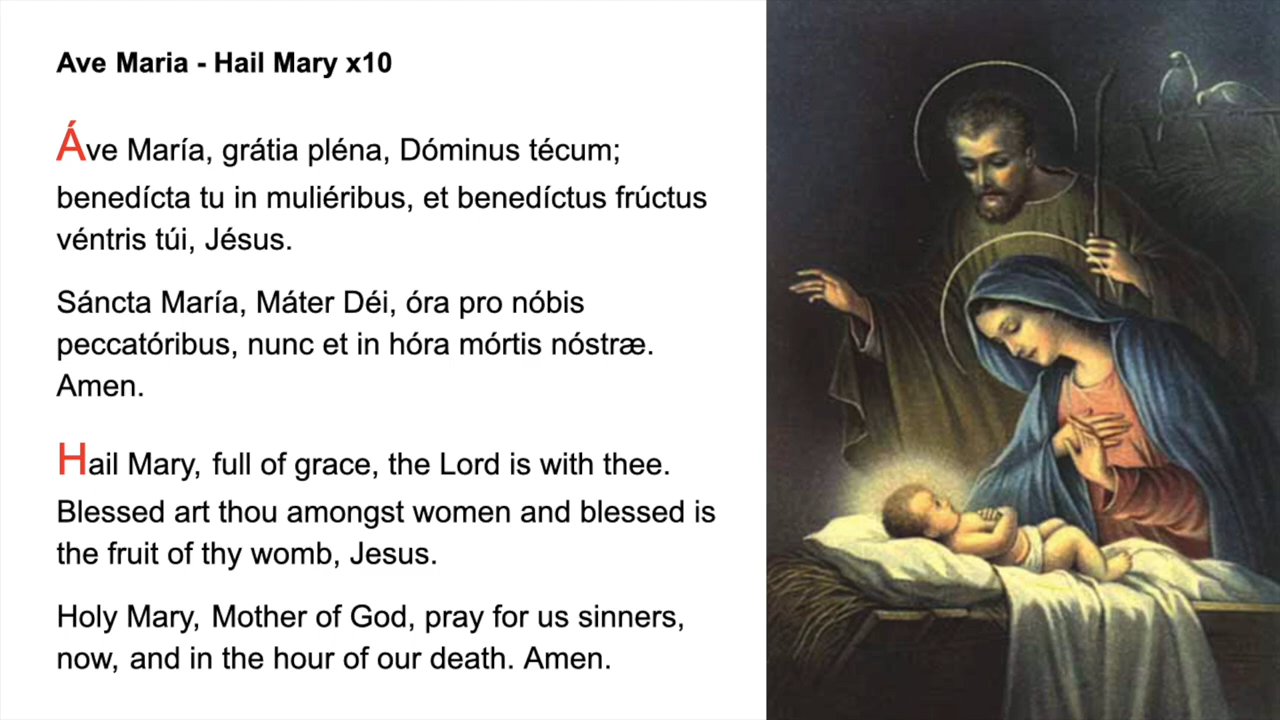 Ave Maria - Hail Mary x10
Áve María, grátia pléna, Dóminus técum;
benedícta tu in muliéribus, et benedíctus frúctus
véntris túi, Jésus.
Sáncta María, Máter Déi, óra pro nóbis
peccatóribus, nunc et in hóra mórtis nóstræ.
Amen.
Hail Mary, full of grace, the Lord is with thee.
Blessed art thou amongst women and blessed is
the fruit of thy womb, Jesus.
Holy Mary, Mother of God, pray for us sinners,
now, and in the hour of our death. Amen.